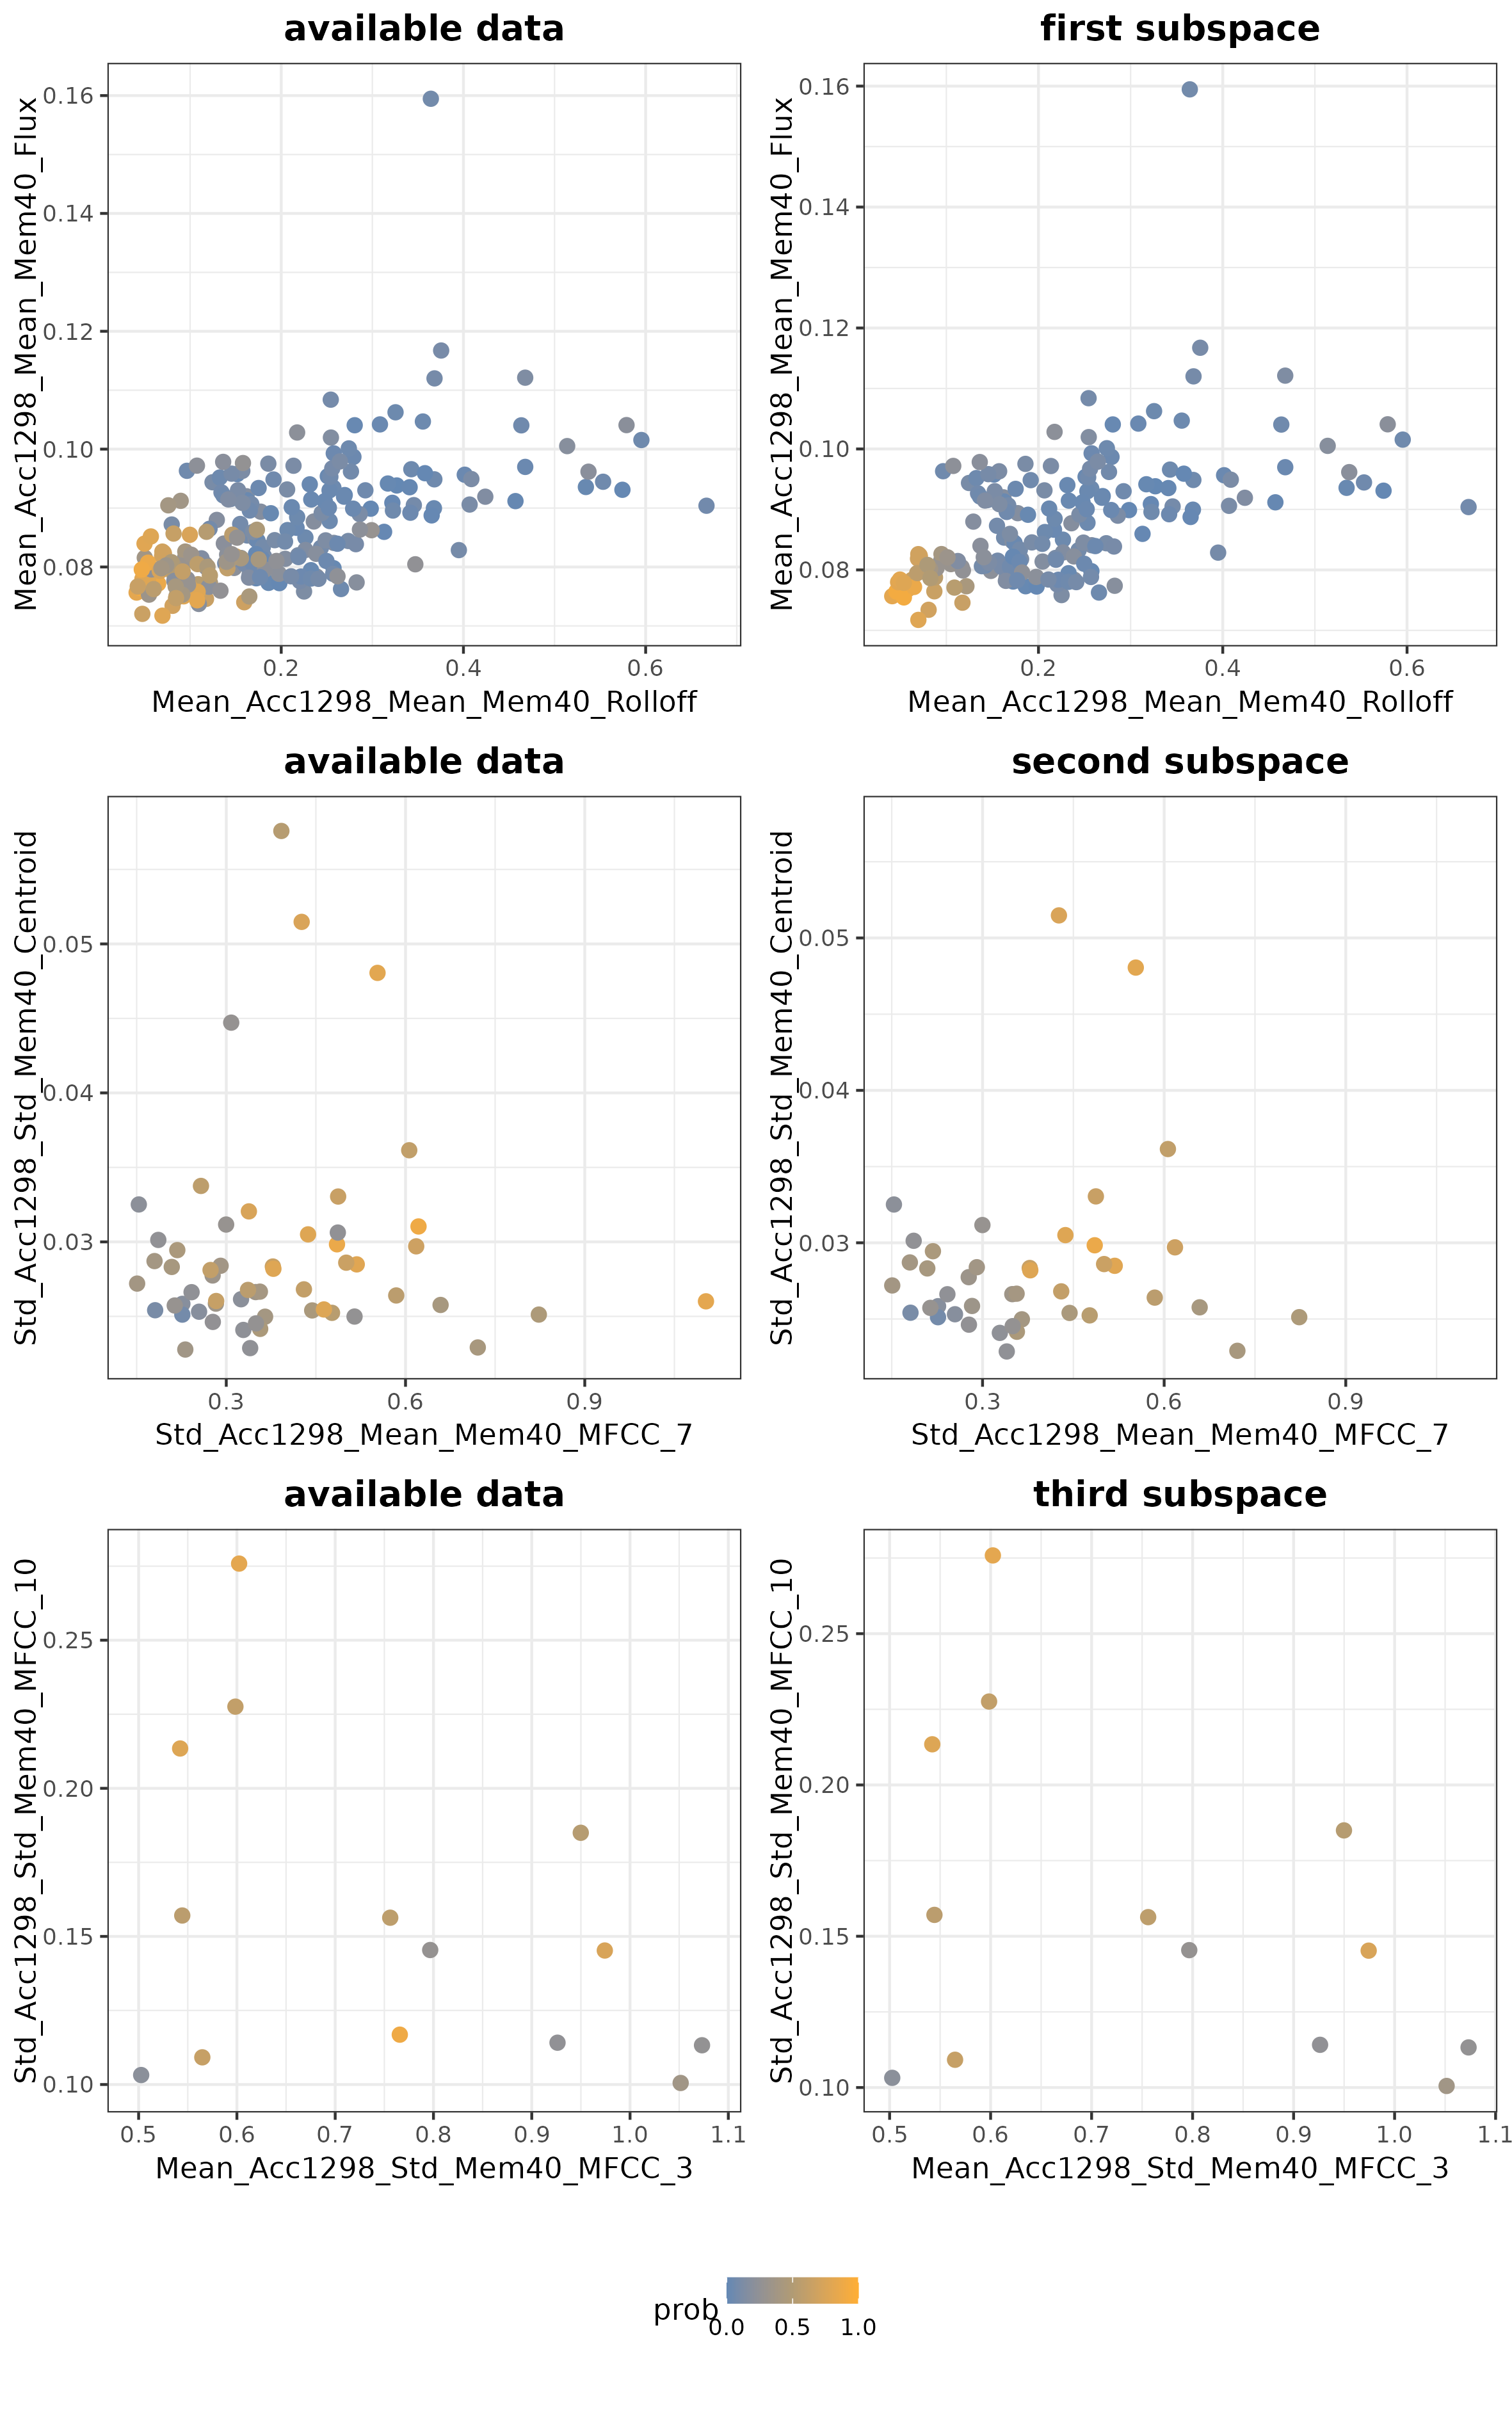 available data
first subspace
Mean_Acc1298_Mean_Mem40_Flux
0.16
0.14
0.12
0.10
0.08
0.2 0.4 0.6
Mean_Acc1298_Mean_Mem40_Rolloff
Mean_Acc1298_Mean_Mem40_Flux
0.16
0.14
0.12
0.10
0.08
0.2 0.4 0.6
Mean_Acc1298_Mean_Mem40_Rolloff
available data
second subspace
Std_Acc1298_Std_Mem40_Centroid
0.05
0.04
0.03
0.3 0.6 0.9
Std_Acc1298_Mean_Mem40_MFCC_7
Std_Acc1298_Std_Mem40_Centroid
0.05
0.04
0.03
0.3 0.6 0.9
Std_Acc1298_Mean_Mem40_MFCC_7
available data
third subspace
Std_Acc1298_Std_Mem40_MFCC_10
0.25
0.20
0.15
0.10
0.5 0.6 0.7 0.8 0.9 1.0 1.1
Mean_Acc1298_Std_Mem40_MFCC_3
Std_Acc1298_Std_Mem40_MFCC_10
0.25
0.20
0.15
0.10
0.5 0.6 0.7 0.8 0.9 1.0 1.1
Mean_Acc1298_Std_Mem40_MFCC_3
prob
0.0 0.5 1.0